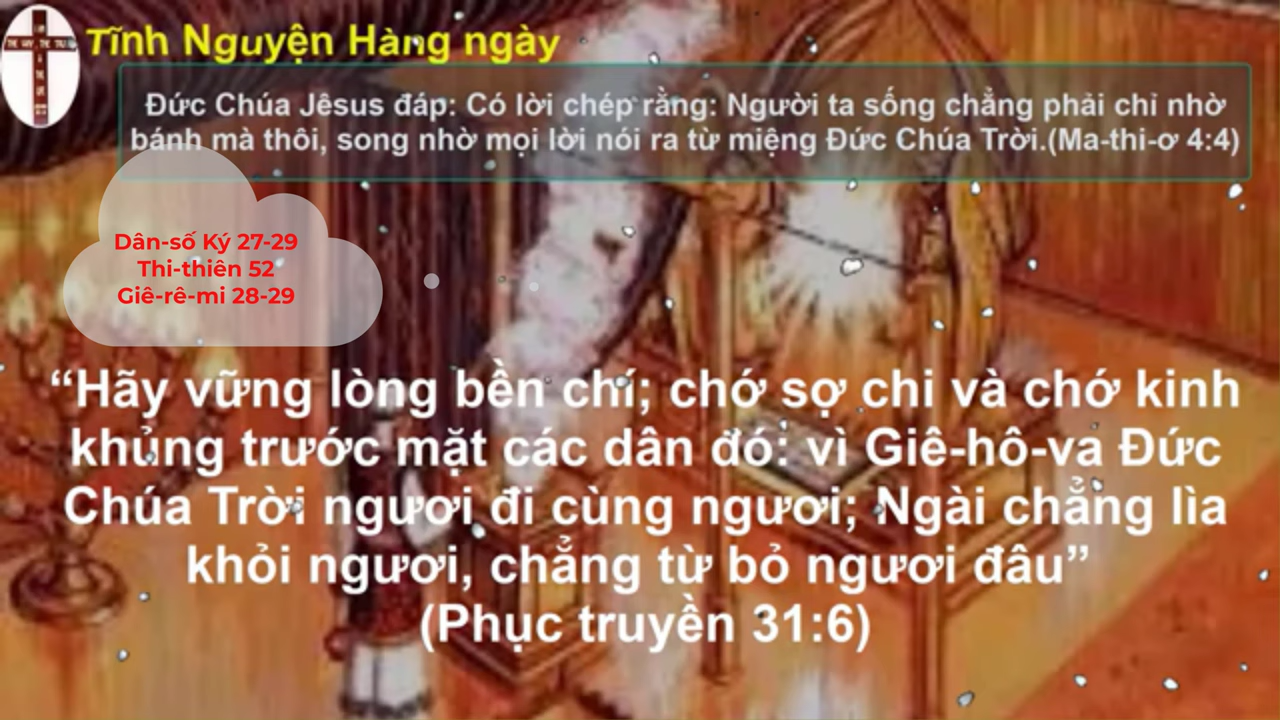 Tĩnh Nguyện Hàng ngày
Đức Chúa Jêsus đáp: Có lời chép rằng: Người ta sống chẳng phải chỉ nhờ
bánh mà thôi, song nhờ mọi lời nói ra từ miệng Đức Chúa Trời.(Ma-thi-ơ 4:4)
Dân-số Ký 27-29
Thi-thiên 52
Giê-rê-mi 28-29
“Hãy vững lòng bền chí; chớ sợ chi và chớ kinh
khủng trước mặt các dân đó: vì Giê-hô-va Đức
Chúa Trời ngươi đi cùng ngươi; Ngài chẳng lìa
khỏi ngươi, chẳng từ bỏ ngươi đâu”
(Phục truyền 31:6)